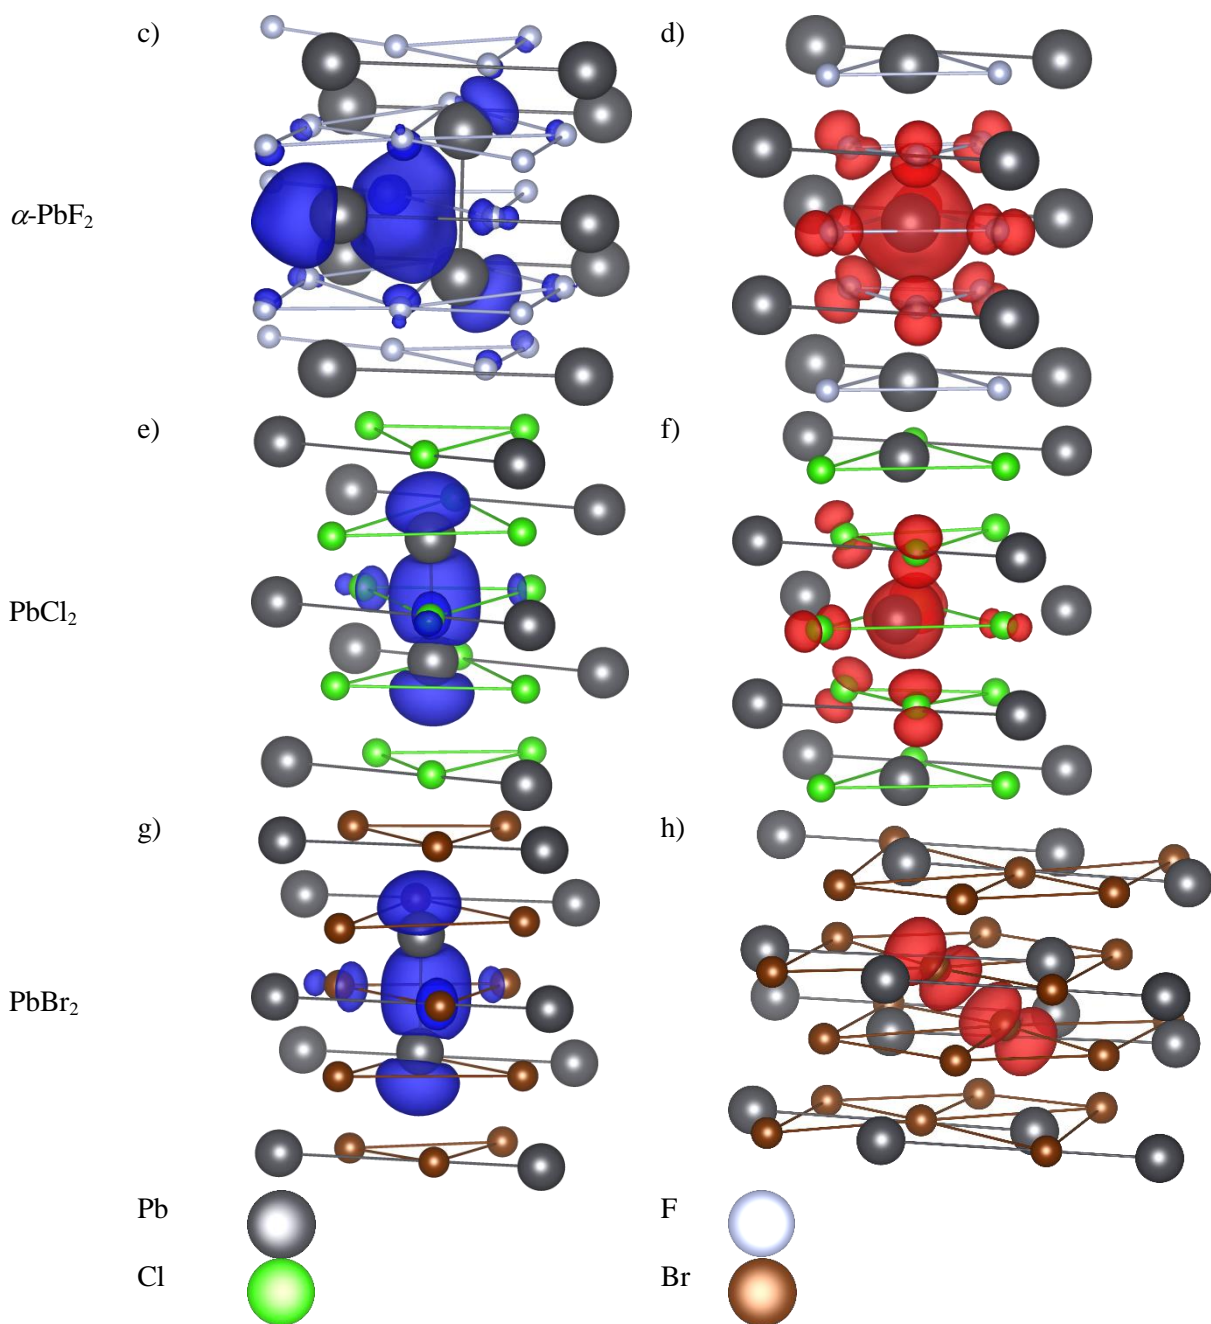 c) d)
α-PbF2
e) f)
PbCl2
g) h)
PbBr2
Pb F
Cl Br